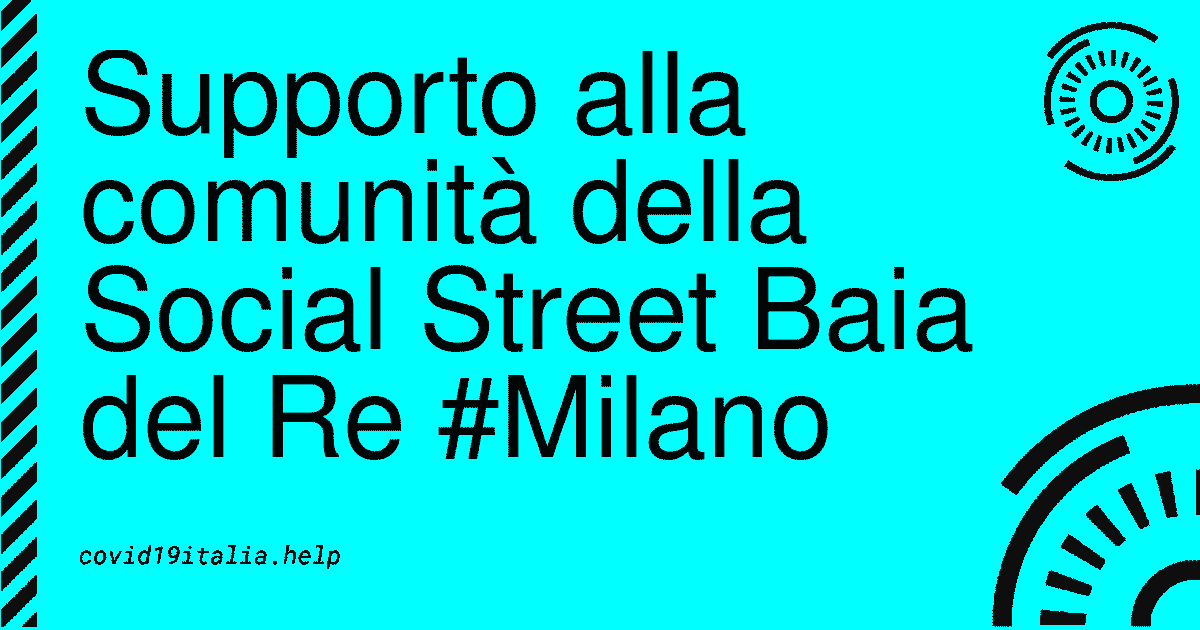 Supporto alla
comunità della
Social Street Baia
del Re #Milano
covid19italia.help